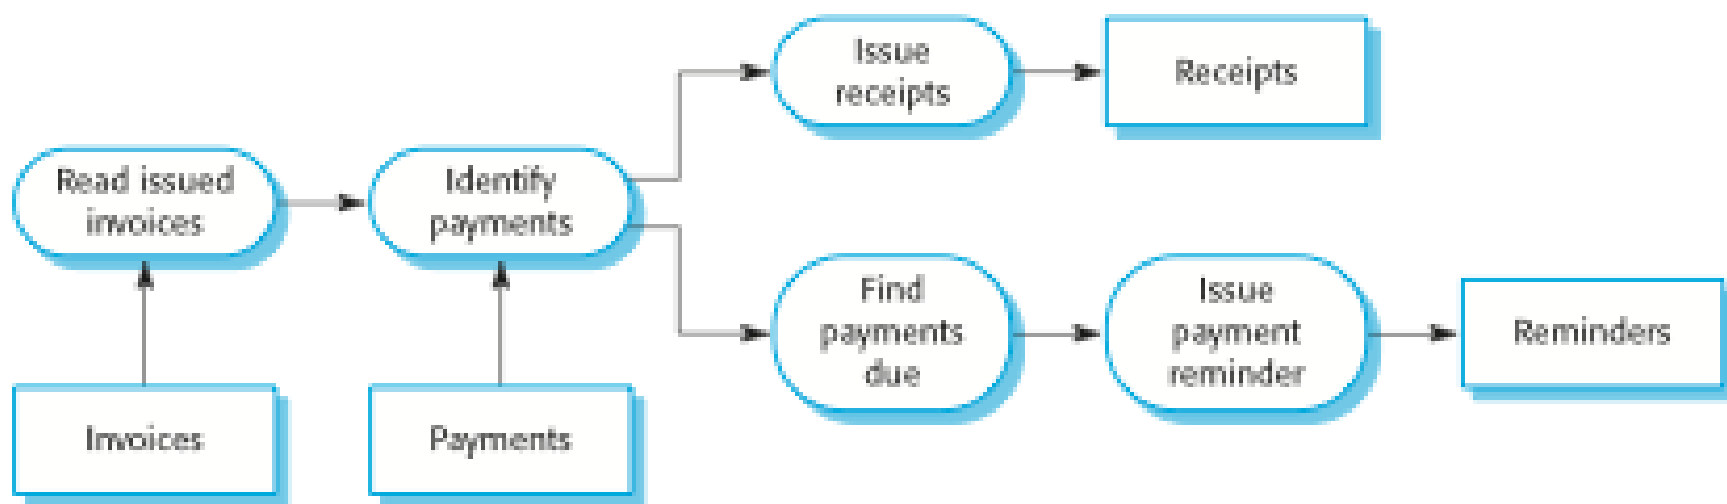 Issue
receipts
Receipts
Read issued
invoices
Identify
payments
Find
payments
due
Issue
payment
reminder
Reminders
Invoices
Payments